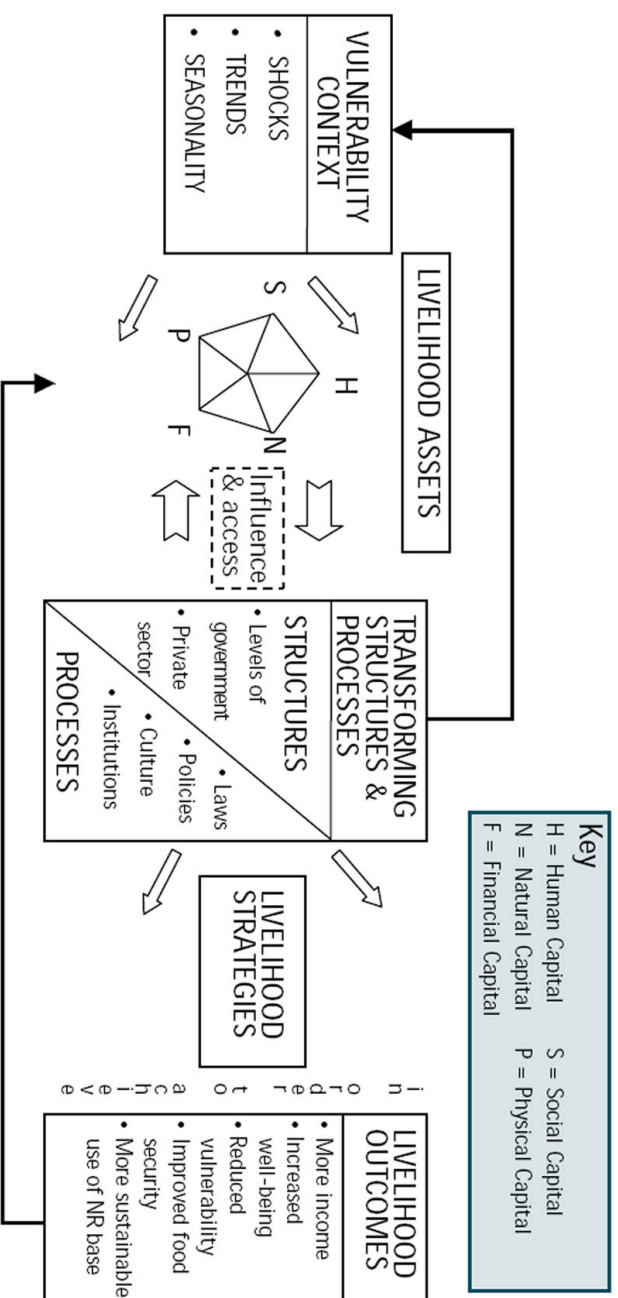 Key
H = Human Capital S = Social Capital
N = Natural Capital P = Physical Capital
F = Financial Capital
LIVELIHOOD ASSETS
VULNERABILITY
CONTEXT
• SHOCKS
• TRENDS
• SEASONALITY
H
S
N
P
F
Influence
& access
TRANSFORMING
STRUCTURES &
PROCESSES
STRUCTURES
• Levels of
government
• Private
sector
• Laws
• Policies
• Culture
• Institutions
PROCESSES
LIVELIHOOD
STRATEGIES
in order to achieve
LIVELIHOOD
OUTCOMES
• More income
• Increased
well-being
• Reduced
vulnerability
• Improved food
security
• More sustainable
use of NR base